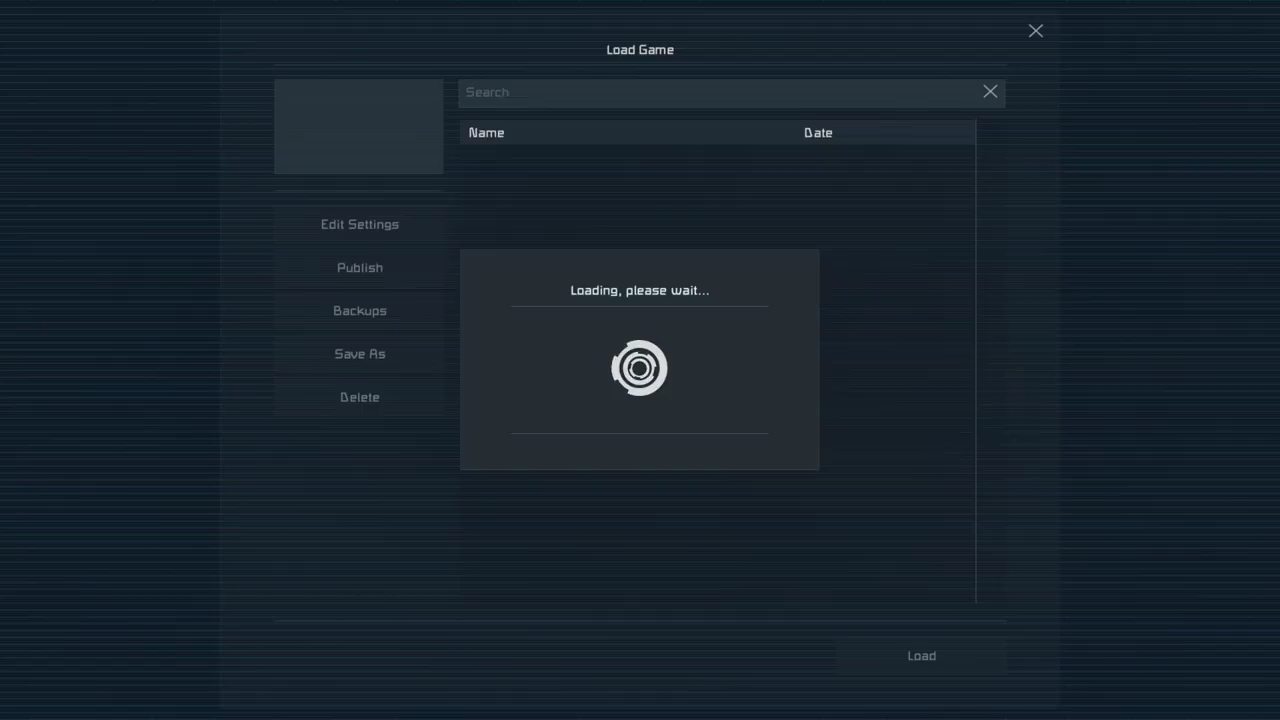 Load Game
Search
Name Date
Edit Settings
Publish
Backups
Save As
Delete
Loading, please wait...
Load